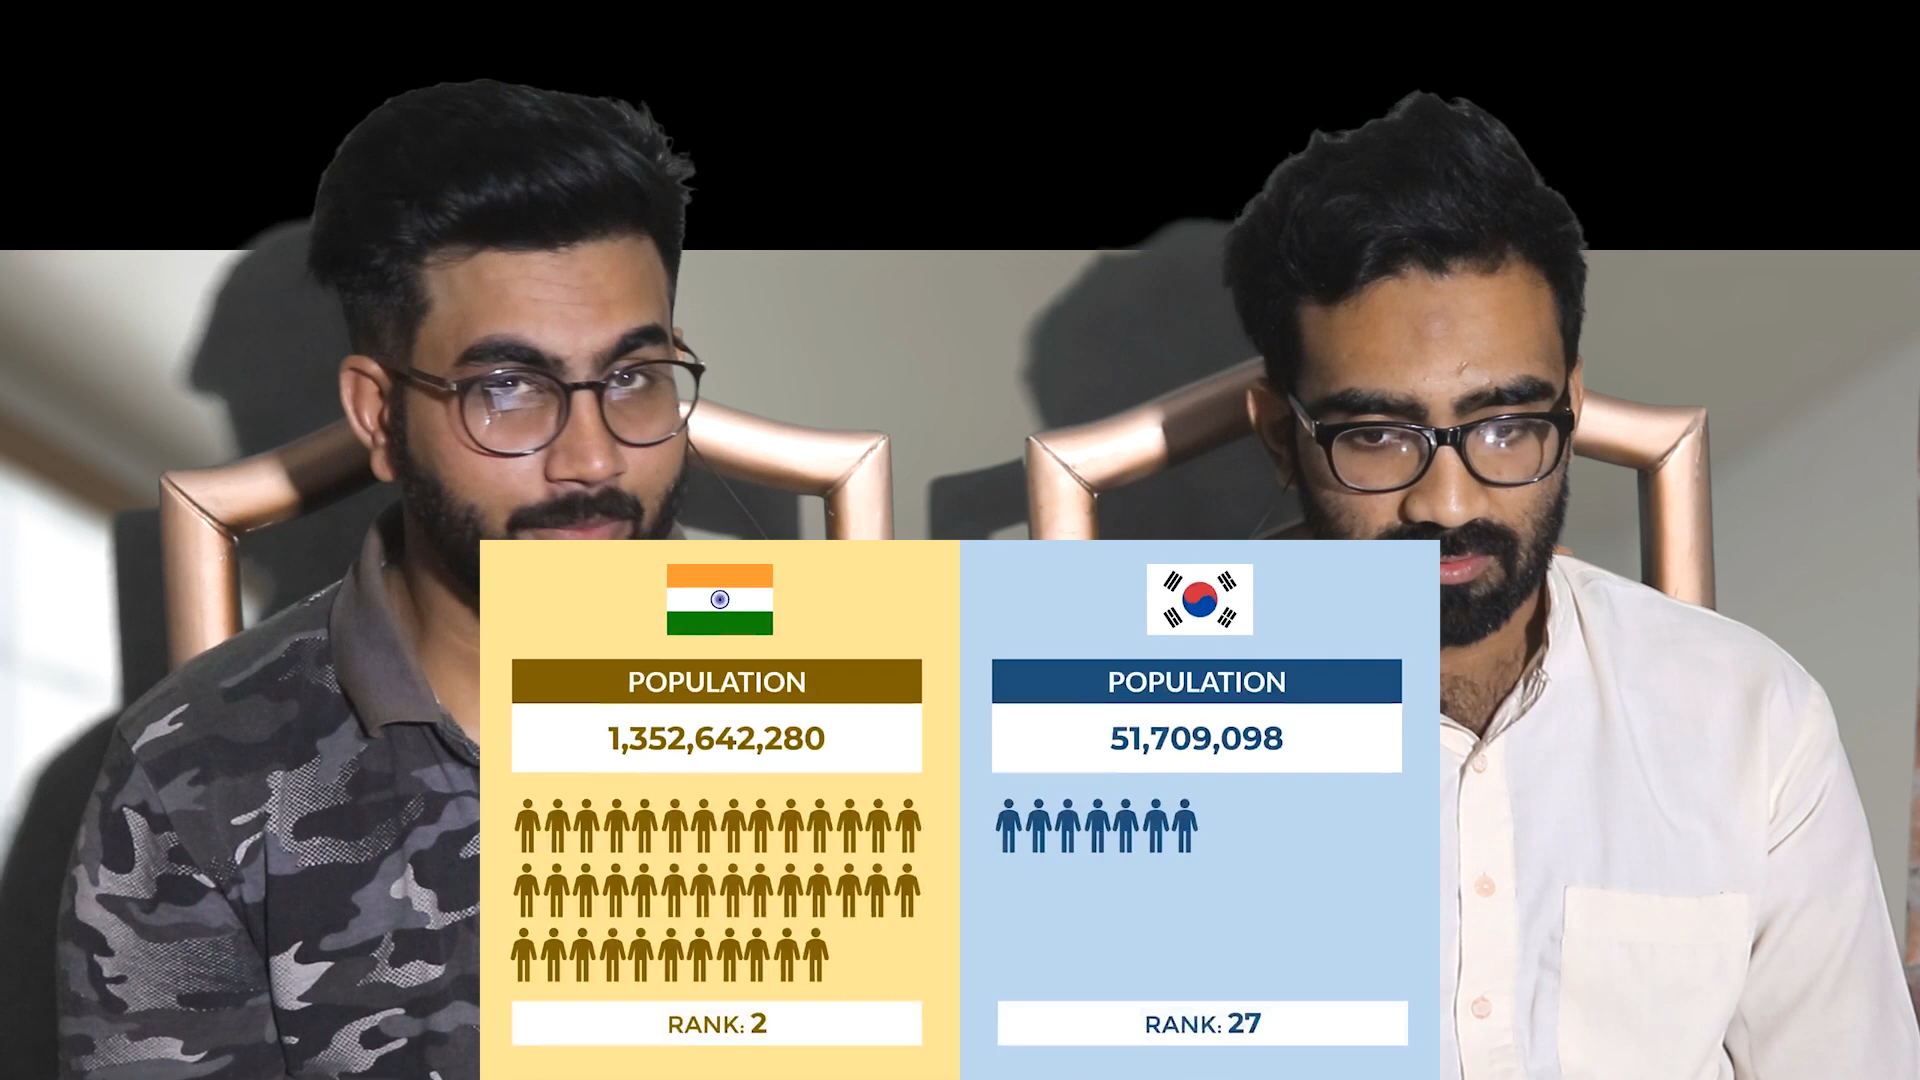 POPULATION
1,352,642,280
RANK: 2
POPULATION
51,709,098
RANK: 27